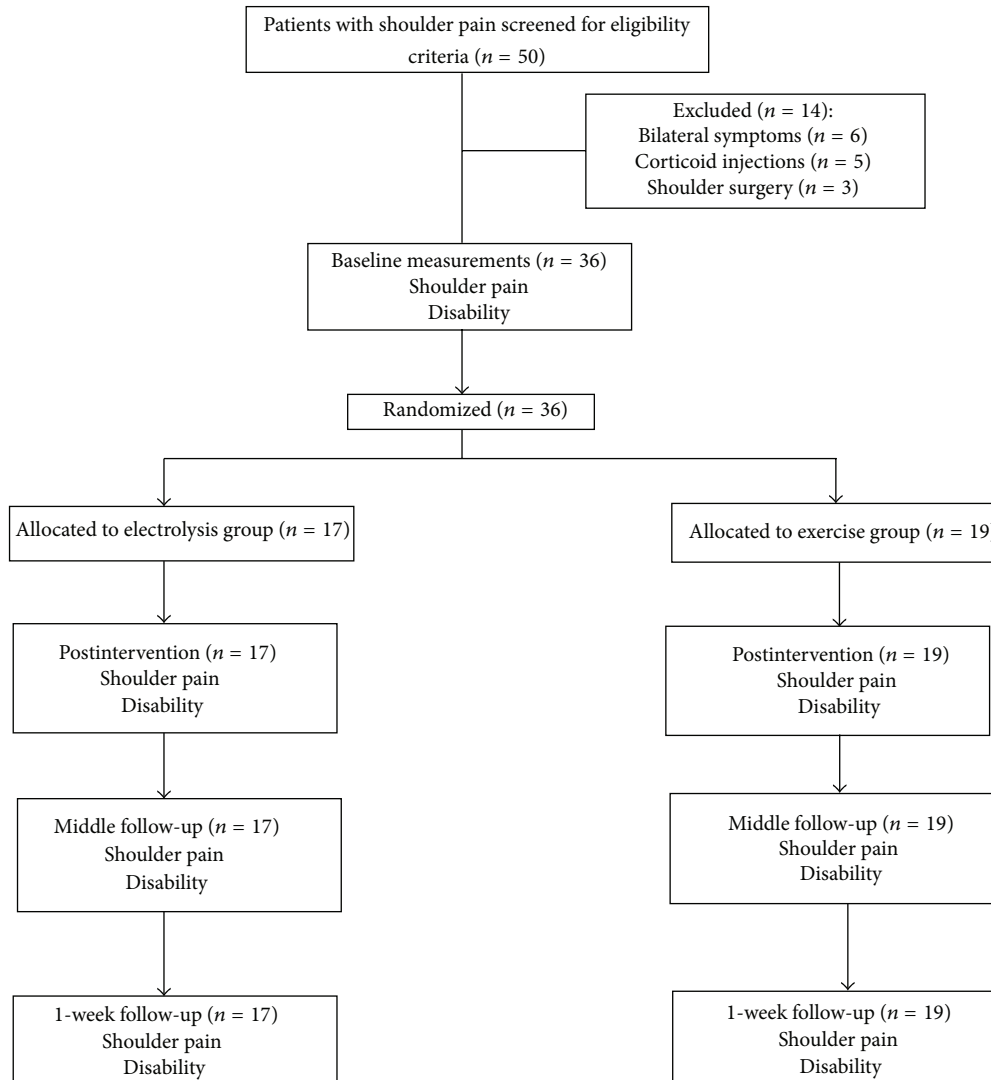 Patients with shoulder pain screened for eligibility
criteria (n = 50)
Excluded (n = 14):
Bilateral symptoms (n = 6)
Corticoid injections (n = 5)
Shoulder surgery (n = 3)
Baseline measurements (n = 36)
Shoulder pain
Disability
Randomized (n = 36)
Allocated to electrolysis group (n = 17)
Allocated to exercise group (n = 19)
Postintervention (n = 17)
Shoulder pain
Disability
Postintervention (n = 19)
Shoulder pain
Disability
Middle follow-up (n = 17)
Shoulder pain
Disability
Middle follow-up (n = 19)
Shoulder pain
Disability
1-week follow-up (n = 17)
Shoulder pain
Disability
1-week follow-up (n = 19)
Shoulder pain
Disability